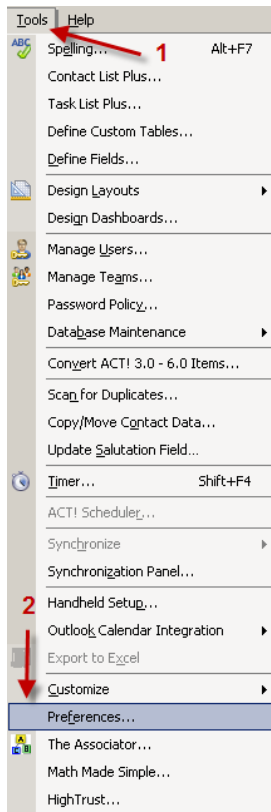 Tools Help
ABC Spelling... Alt+F7
1
Contact List Plus...
Task List Plus...
Define Custom Tables...
Define Fields...
Design Layouts
Design Dashboards...
Manage Users...
Manage Teams...
Password Policy...
Database Maintenance
Convert ACT! 3.0 - 6.0 Items...
Scan for Duplicates...
Copy/Move Contact Data...
Update Salutation Field...
Timer... Shift+F4
ACT! Scheduler...
Synchronize
Synchronization Panel...
2 Handheld Setup...
Outlook Calendar Integration
Export to Excel
Customize
Preferences...
The Associator...
Math Made Simple...
HighTrust...